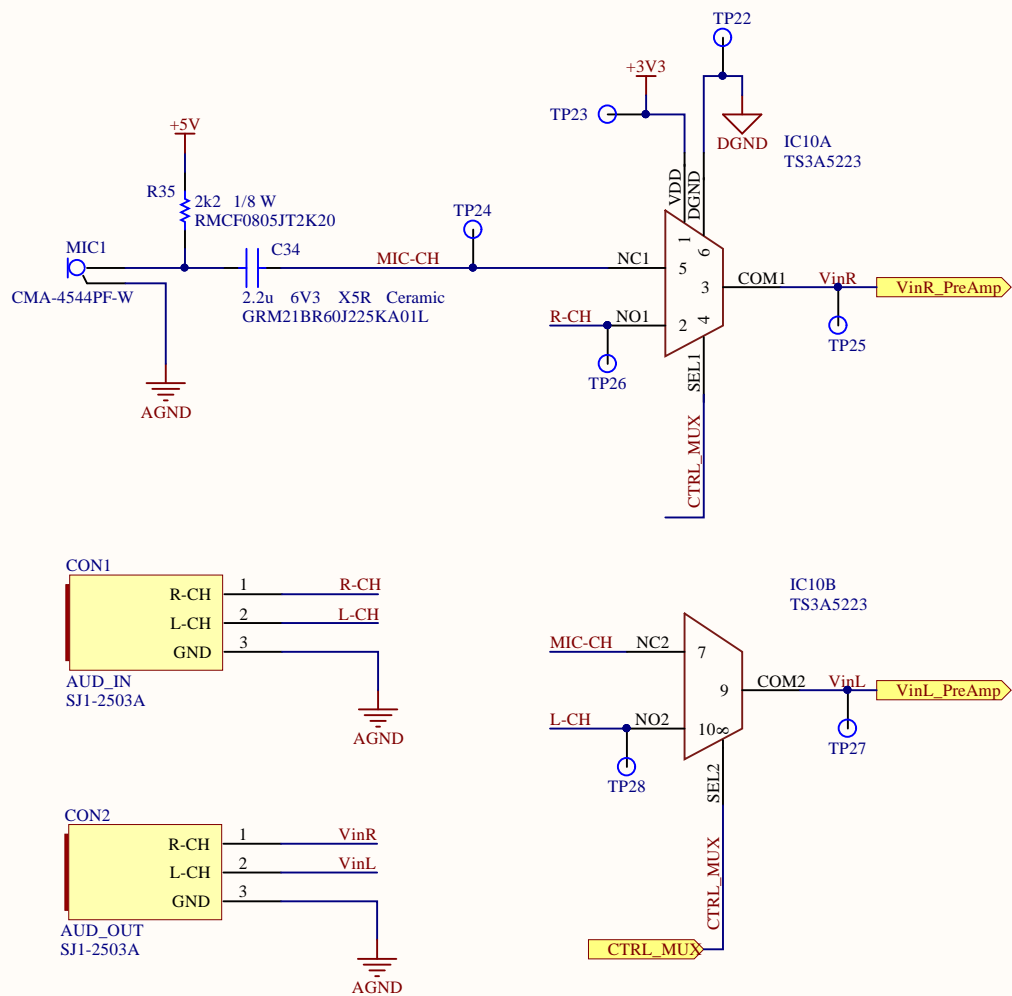 TP22
+3V3
TP23
DGND
IC10A
TS3A5223
VDD
DGND
+5V
R35
2k2 1/8 W
RMCF0805JT2K20
TP24
MIC1
CMA-4544PF-W
C34
2.2u 6V3 X5R Ceramic
GRM21BR60J225KA01L
MIC-CH
NC1
1
6
5
3
2
4
COM1
VinR
VinR_PreAmp
TP25
R-CH
NO1
TP26
SEL1
CTRL_MUX
AGND
CON1
R-CH
1
R-CH
L-CH
2
L-CH
GND
3
AUD_IN
SJ1-2503A
AGND
IC10B
TS3A5223
MIC-CH
NC2
7
9
COM2
VinL
VinL_PreAmp
TP27
L-CH
NO2
10
8
TP28
SEL2
CTRL_MUX
CTRL_MUX
CON2
R-CH
1
VinR
L-CH
2
VinL
GND
3
AUD_OUT
SJ1-2503A
AGND